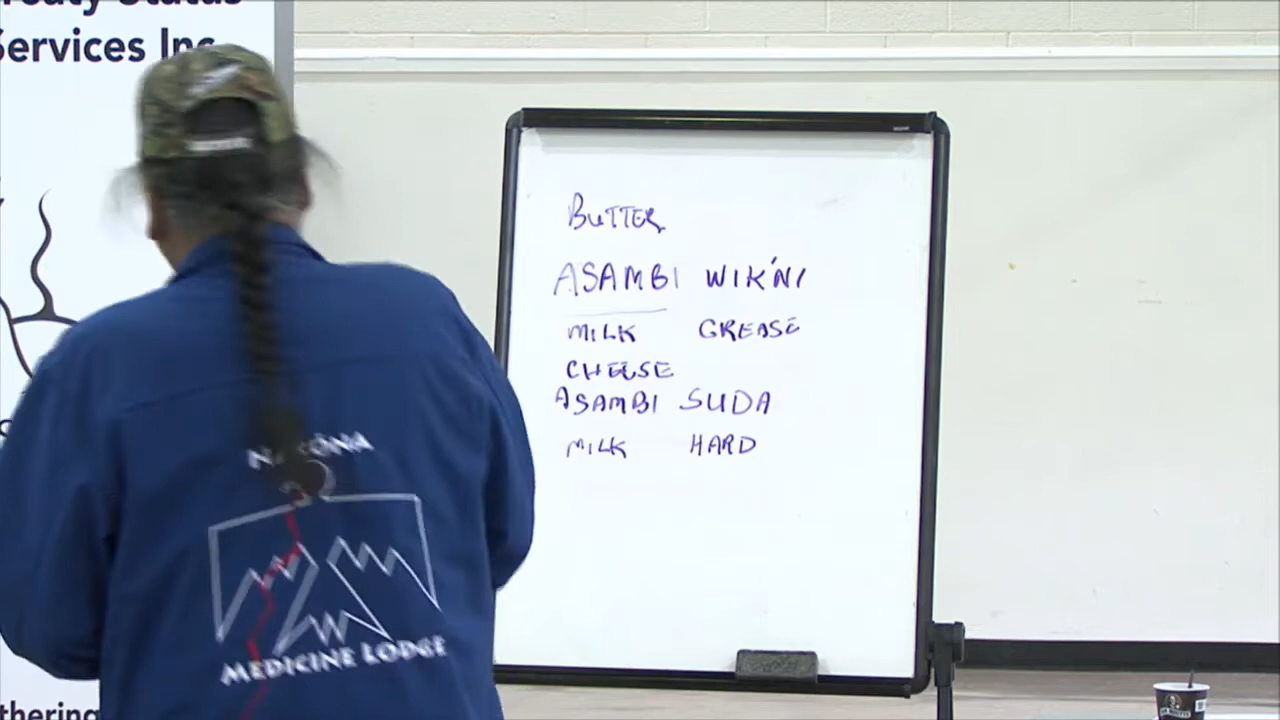 Services Inc
BUTTER
ASAMBI WIK'NI
MILK GREASE
CHEESE
ASAMBI SUDA
MILK HARD
MEDICINE LODGE